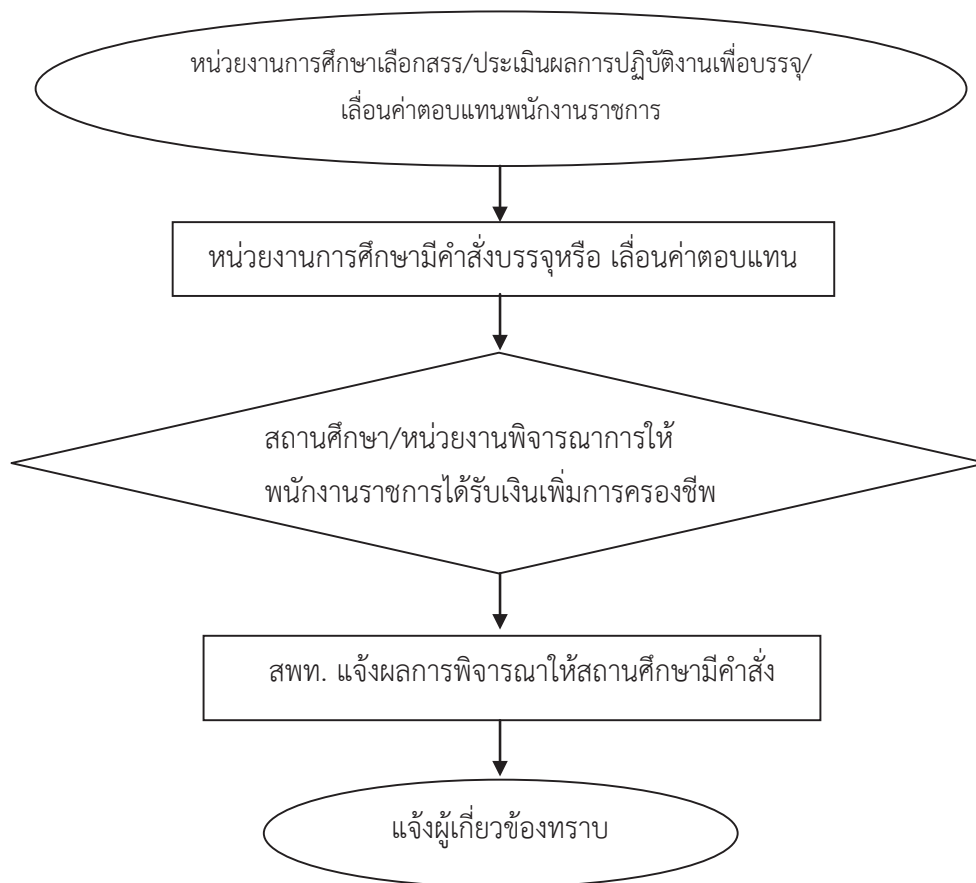 หน่วยงานการศึกษาเลือกสรร/ประเมินผลการปฏิบัติงานเพื่อบรรจุ/
เลื่อนค่าตอบแทนพนักงานราชการ
หน่วยงานการศึกษามีคำสั่งบรรจุหรือ เลื่อนค่าตอบแทน
สถานศึกษา/หน่วยงานพิจารณาการให้
พนักงานราชการได้รับเงินเพิ่มการครองชีพ
สพท. แจ้งผลการพิจารณาให้สถานศึกษามีคำสั่ง
แจ้งผู้เกี่ยวข้องทราบ